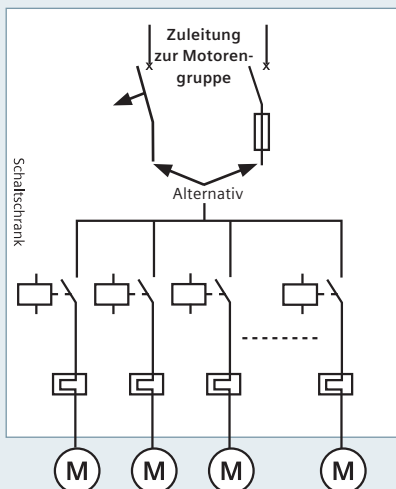 Zuleitung
zur Motoren-
gruppe
Alternativ
Schaltschrank
M
M
M
M